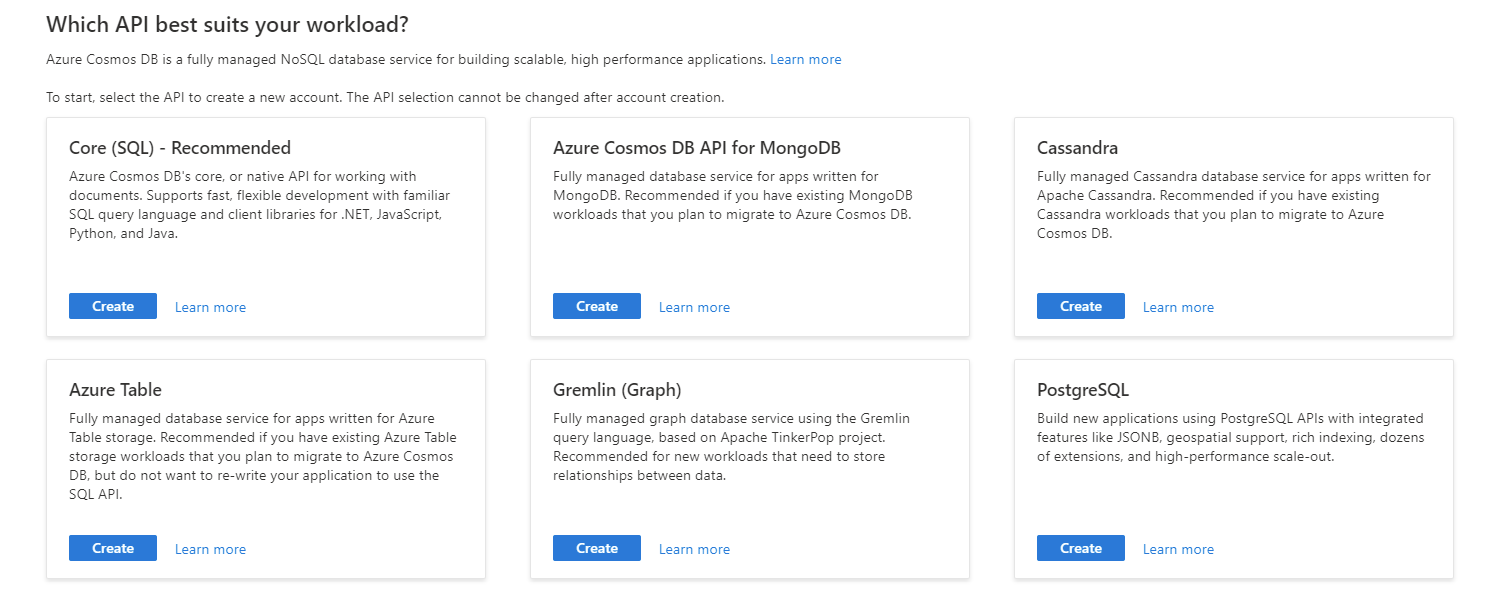 Which API best suits your workload?
Azure Cosmos DB is a fully managed NoSQL database service for building scalable, high performance applications. Learn more
To start, select the API to create a new account. The API selection cannot be changed after account creation.
Core (SQL) - Recommended
Azure Cosmos DB's core, or native API for working with
documents. Supports fast, flexible development with familiar
SQL query language and client libraries for .NET, JavaScript,
Python, and Java.
Create Learn more
Azure Cosmos DB API for MongoDB
Fully managed database service for apps written for
MongoDB. Recommended if you have existing MongoDB
workloads that you plan to migrate to Azure Cosmos DB.
Create Learn more
Cassandra
Fully managed Cassandra database service for apps written for
Apache Cassandra. Recommended if you have existing
Cassandra workloads that you plan to migrate to Azure
Cosmos DB.
Create Learn more
Azure Table
Fully managed database service for apps written for Azure
Table storage. Recommended if you have existing Azure Table
storage workloads that you plan to migrate to Azure Cosmos
DB, but do not want to re-write your application to use the
SQL API.
Create Learn more
Gremlin (Graph)
Fully managed graph database service using the Gremlin
query language, based on Apache TinkerPop project.
Recommended for new workloads that need to store
relationships between data.
Create Learn more
PostgreSQL
Build new applications using PostgreSQL APIs with integrated
features like JSONB, geospatial support, rich indexing, dozens
of extensions, and high-performance scale-out.
Create Learn more